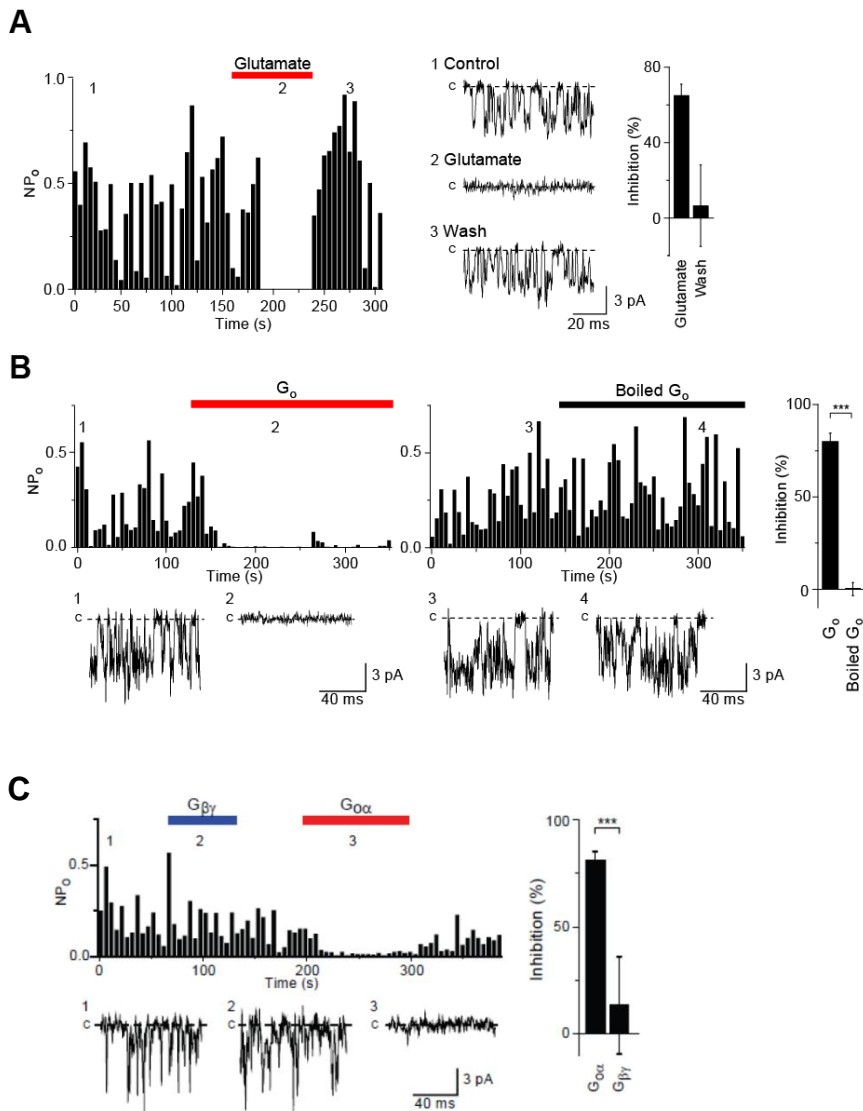 A
Glutamate
1 2 3
1.0
0.5
0.0
NPo
0 50 100 150 200 250 300
Time (s)
1 Control
c
2 Glutamate
c
3 Wash
c
3 pA
20 ms
80
40
0
Inhibition (%)
Glutamate
Wash
B
Go
1 2
0.5
0.0
NPo
0 100 200 300
Time (s)
1 2
c
3 pA
40 ms
Boiled Go
3 4
0.5
0.0
0 100 200 300
Time (s)
3 4
c
3 pA
40 ms
100
50
0
Inhibition (%)
***
Go
Boiled Go
C
Gβγ Goα
1 2 3
0.5
0.0
NPo
0 100 200 300
Time (s)
1 2 3
c c c
3 pA
40 ms
100
50
0
Inhibition (%)
***
Goα
Gβγ